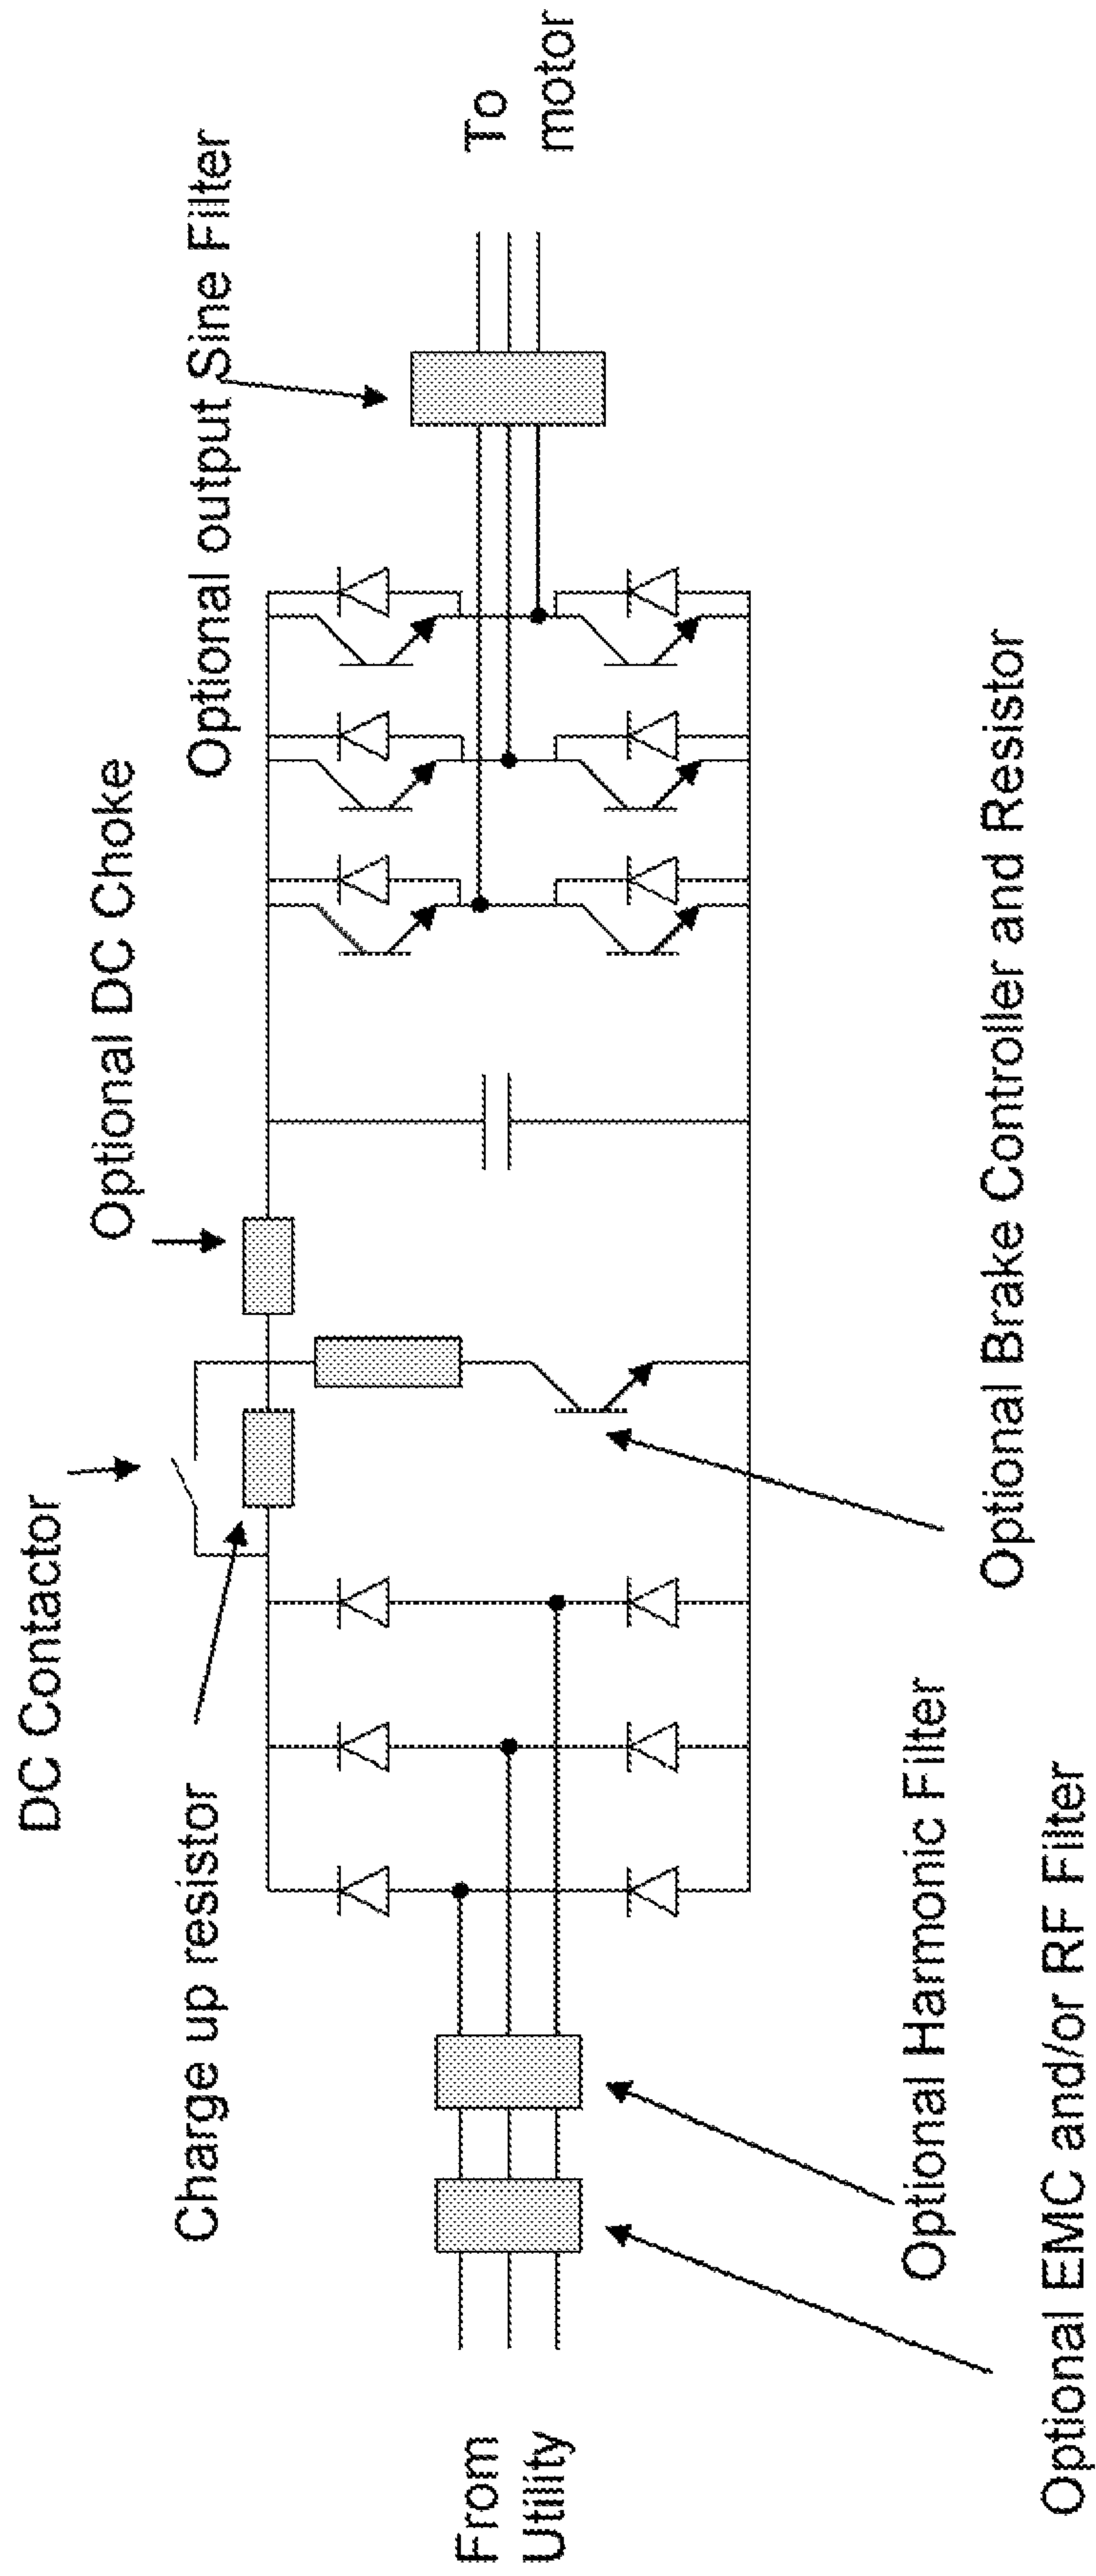 DC Contactor
Optional DC Choke
Charge up resistor
Optional output Sine Filter
From
Utility
To
motor
Optional Harmonic Filter
Optional Brake Controller and Resistor
Optional EMC and/or RF Filter